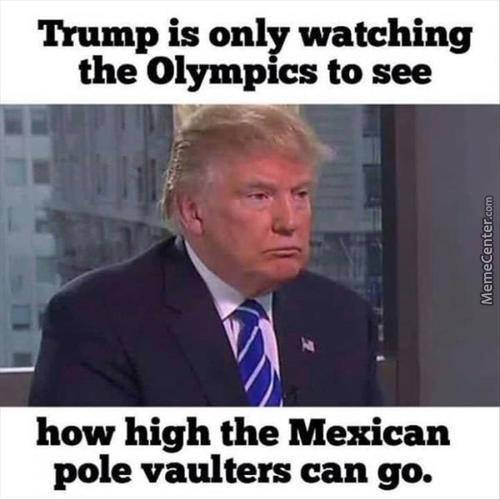 Trump is only watching
the Olympics to see
MemeCenter.com
how high the Mexican
pole vaulters can go.